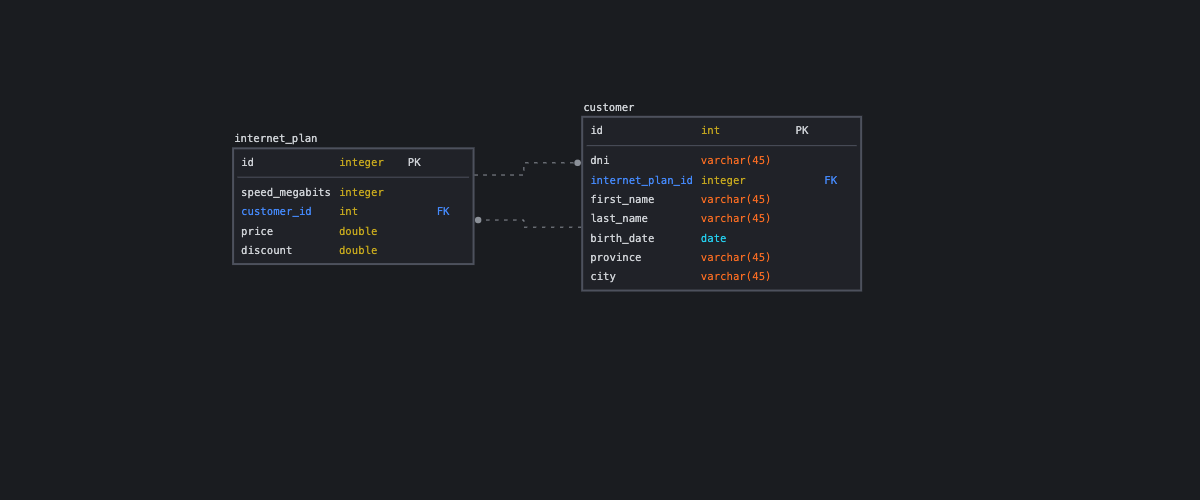 internet_plan
id integer PK
speed_megabits integer
customer_id int FK
price double
discount double
customer
id int PK
dni varchar(45)
internet_plan_id integer FK
first_name varchar(45)
last_name varchar(45)
birth_date date
province varchar(45)
city varchar(45)